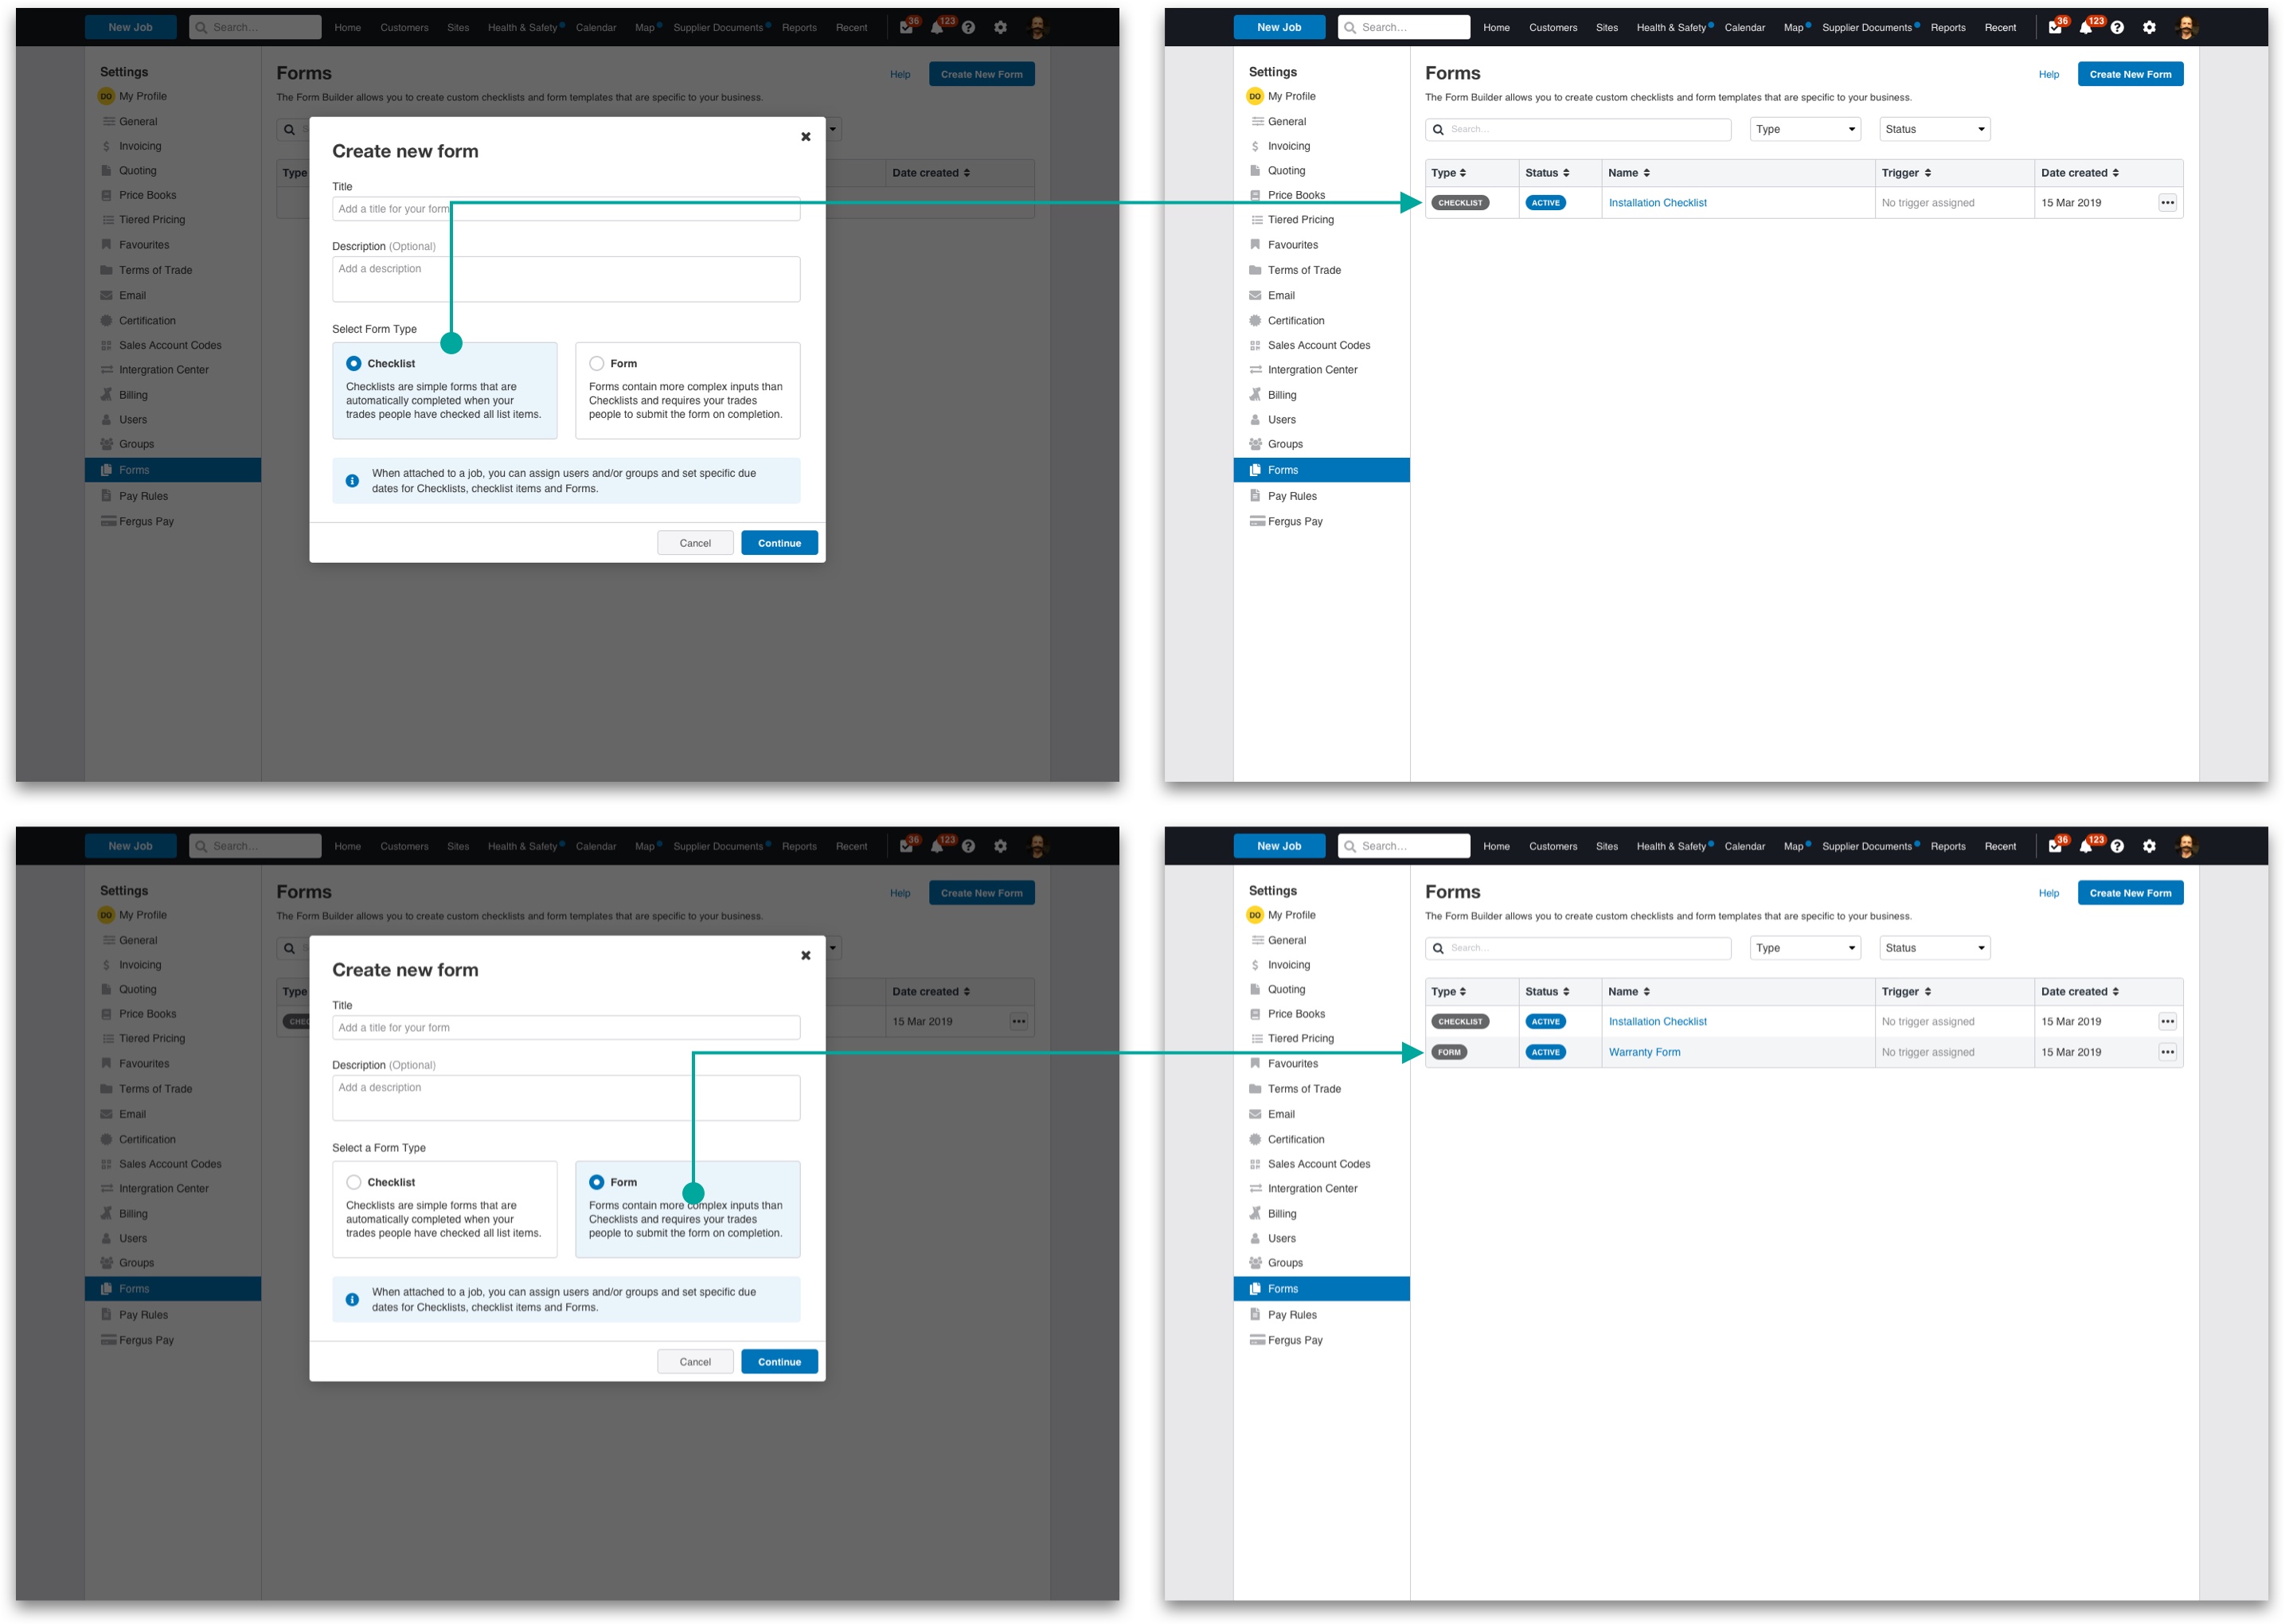 New Job Search... Home Customers Sites Health & Safety Calendar Map Supplier Documents Reports Recent 36 123
Settings
DO My Profile
General
Invoicing
Quoting
Price Books
Tiered Pricing
Favourites
Terms of Trade
Email
Certification
Sales Account Codes
Intergration Center
Billing
Users
Groups
Forms
Pay Rules
Fergus Pay
Forms Help Create New Form
The Form Builder allows you to create custom checklists and form templates that are specific to your business.
S
Type Date created
Create new form
Title
Add a title for your form
Description (Optional)
Add a description
Select Form Type
Checklist
Checklists are simple forms that are
automatically completed when your
trades people have checked all list items.
Form
Forms contain more complex inputs than
Checklists and requires your trades
people to submit the form on completion.
When attached to a job, you can assign users and/or groups and set specific due
dates for Checklists, checklist items and Forms.
Cancel Continue
New Job Search... Home Customers Sites Health & Safety Calendar Map Supplier Documents Reports Recent 36 123
Settings
DO My Profile
General
Invoicing
Quoting
Price Books
Tiered Pricing
Favourites
Terms of Trade
Email
Certification
Sales Account Codes
Intergration Center
Billing
Users
Groups
Forms
Pay Rules
Fergus Pay
Forms Help Create New Form
The Form Builder allows you to create custom checklists and form templates that are specific to your business.
Search... Type Status
Type Status Name Trigger Date created
CHECKLIST ACTIVE Installation Checklist No trigger assigned 15 Mar 2019
New Job Search... Home Customers Sites Health & Safety Calendar Map Supplier Documents Reports Recent 36 123
Settings
DO My Profile
General
Invoicing
Quoting
Price Books
Tiered Pricing
Favourites
Terms of Trade
Email
Certification
Sales Account Codes
Intergration Center
Billing
Users
Groups
Forms
Pay Rules
Fergus Pay
Forms Help Create New Form
The Form Builder allows you to create custom checklists and form templates that are specific to your business.
S
Type Date created
CHEC 15 Mar 2019
Create new form
Title
Add a title for your form
Description (Optional)
Add a description
Select a Form Type
Checklist
Checklists are simple forms that are
automatically completed when your
trades people have checked all list items.
Form
Forms contain more complex inputs than
Checklists and requires your trades
people to submit the form on completion.
When attached to a job, you can assign users and/or groups and set specific due
dates for Checklists, checklist items and Forms.
Cancel Continue
New Job Search... Home Customers Sites Health & Safety Calendar Map Supplier Documents Reports Recent 36 123
Settings
DO My Profile
General
Invoicing
Quoting
Price Books
Tiered Pricing
Favourites
Terms of Trade
Email
Certification
Sales Account Codes
Intergration Center
Billing
Users
Groups
Forms
Pay Rules
Fergus Pay
Forms Help Create New Form
The Form Builder allows you to create custom checklists and form templates that are specific to your business.
Search... Type Status
Type Status Name Trigger Date created
CHECKLIST ACTIVE Installation Checklist No trigger assigned 15 Mar 2019
FORM ACTIVE Warranty Form No trigger assigned 15 Mar 2019